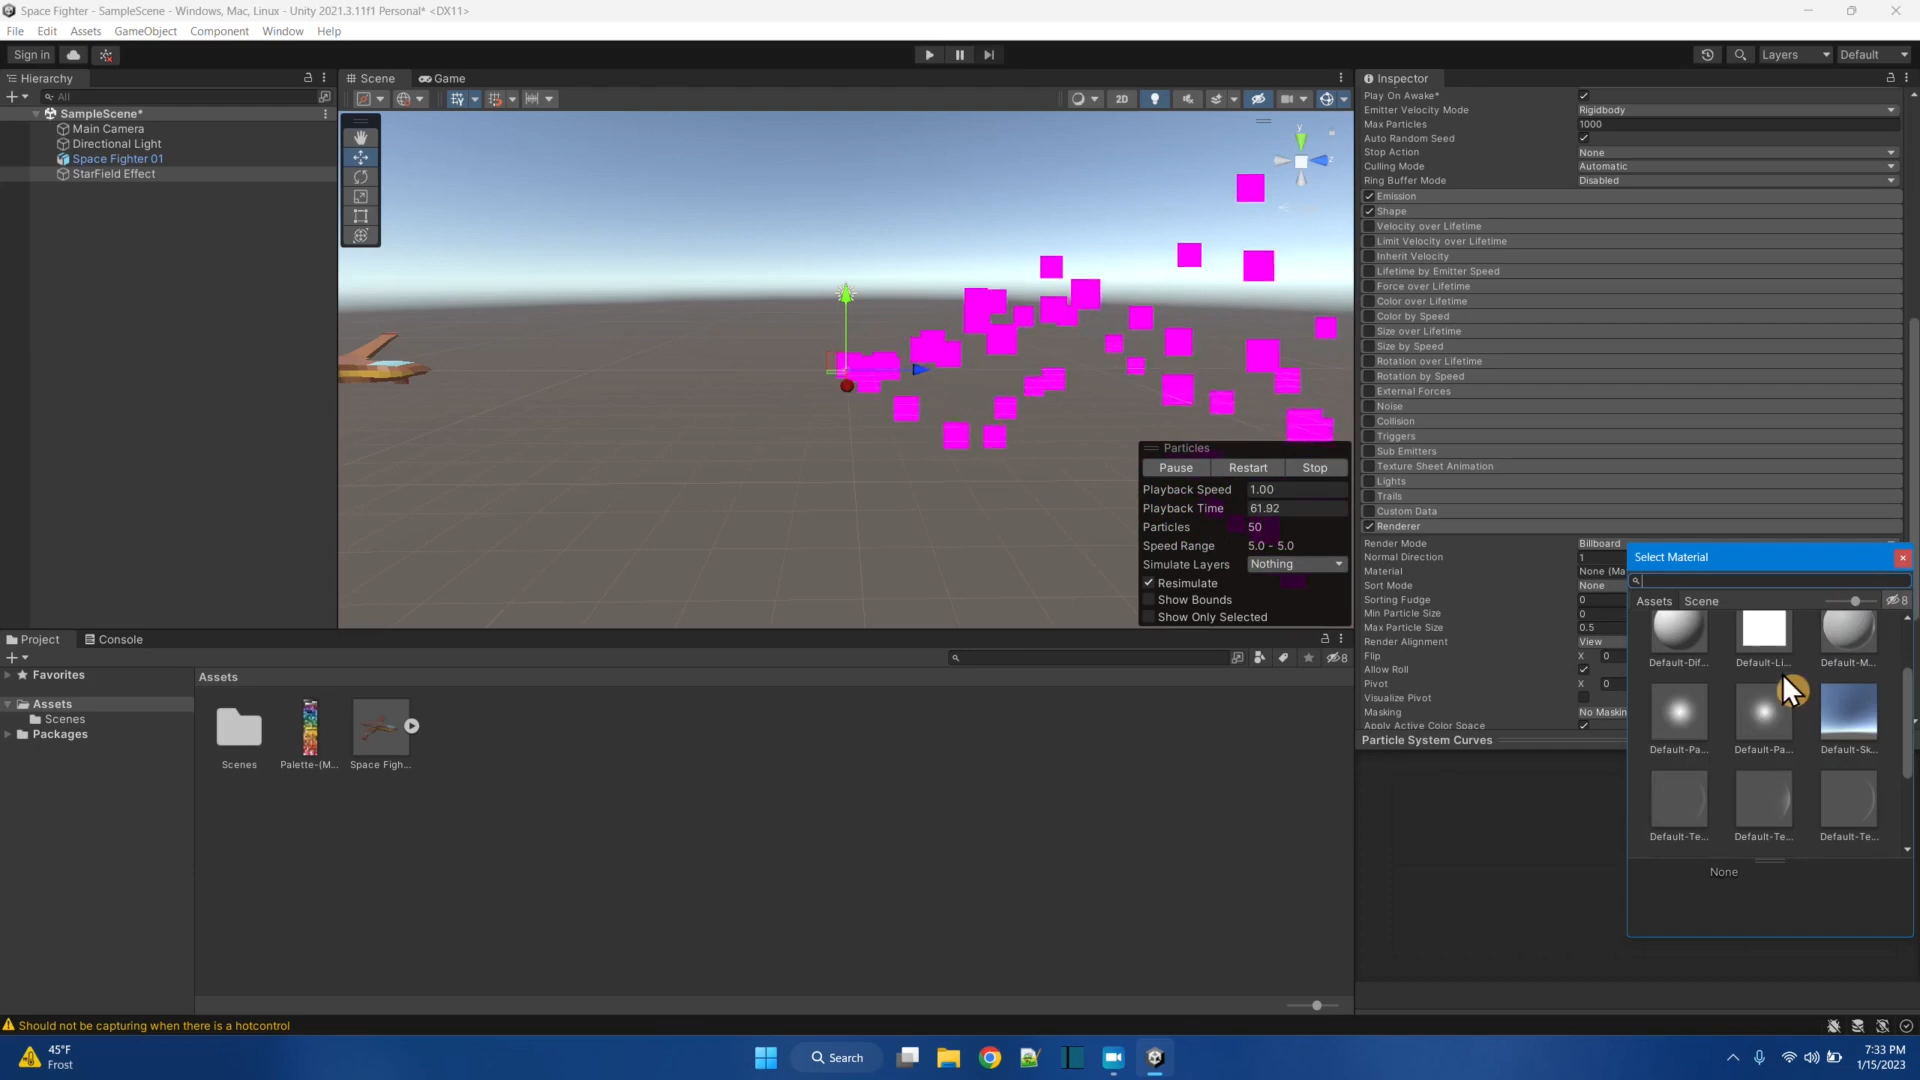 Space Fighter - SampleScene - Windows, Mac, Linux - Unity 2021.3.11f1 Personal* <DX11>
File Edit Assets GameObject Component Window Help
Sign in Layers Default
Hierarchy
All
SampleScene*
Main Camera
Directional Light
Space Fighter 01
StarField Effect
Scene Game
2D
y
z
Particles
Pause Restart Stop
Playback Speed 1.00
Playback Time 61.92
Particles 50
Speed Range 5.0 - 5.0
Simulate Layers Nothing
Resimulate
Show Bounds
Show Only Selected
Inspector
Play On Awake*
Emitter Velocity Mode Rigidbody
Max Particles 1000
Auto Random Seed
Stop Action None
Culling Mode Automatic
Ring Buffer Mode Disabled
Emission
Shape
Velocity over Lifetime
Limit Velocity over Lifetime
Inherit Velocity
Lifetime by Emitter Speed
Force over Lifetime
Color over Lifetime
Color by Speed
Size over Lifetime
Size by Speed
Rotation over Lifetime
Rotation by Speed
External Forces
Noise
Collision
Triggers
Sub Emitters
Texture Sheet Animation
Lights
Trails
Custom Data
Renderer
Render Mode Billboard
Normal Direction 1
Material None (Ma
Sort Mode None
Sorting Fudge 0
Min Particle Size 0
Max Particle Size 0.5
Render Alignment View
Flip X 0
Allow Roll
Pivot X 0
Visualize Pivot
Masking No Maskin
Apply Active Color Space
Particle System Curves
Select Material
Assets Scene 8
Default-Dif... Default-Li... Default-M...
Default-Pa... Default-Pa... Default-Sk...
Default-Te... Default-Te... Default-Te...
None
Project Console
8
Favorites
Assets
Scenes
Packages
Assets
Scenes Palette-(M... Space Figh...
Should not be capturing when there is a hotcontrol
45°F
Frost
Search
7:33 PM
1/15/2023